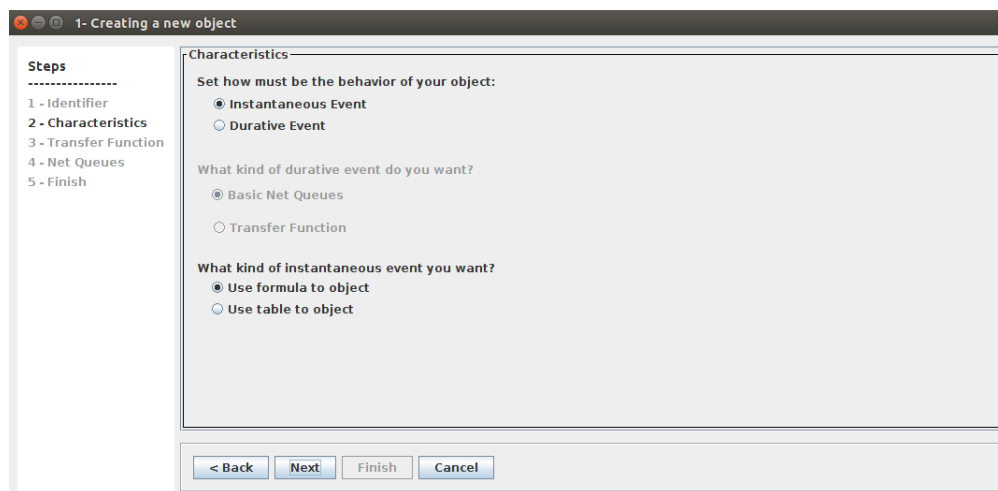 1- Creating a new object
Steps
----------------
1 - Identifier
2 - Characteristics
3 - Transfer Function
4 - Net Queues
5 - Finish
Characteristics
Set how must be the behavior of your object:
Instantaneous Event
Durative Event
What kind of durative event do you want?
Basic Net Queues
Transfer Function
What kind of instantaneous event you want?
Use formula to object
Use table to object
< Back Next Finish Cancel